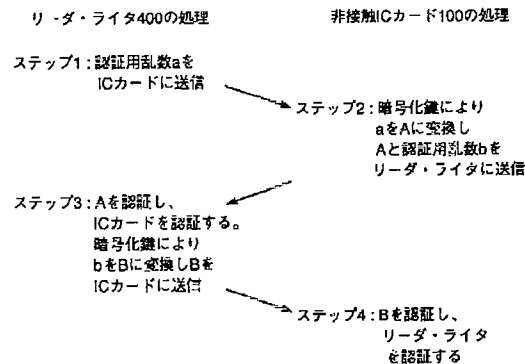 リーダ・ライタ400の処理
非接触ICカード100の処理
ステップ1:認証用乱数aを
ICカードに送信
ステップ2:暗号化鍵により
aをAに変換し
Aと認証用乱数bを
リーダ・ライタに送信
ステップ3:Aを認証し、
ICカードを認証する。
暗号化鍵により
bをBに変換しBを
ICカードに送信
ステップ4:Bを認証し、
リーダ・ライタ
を認証する